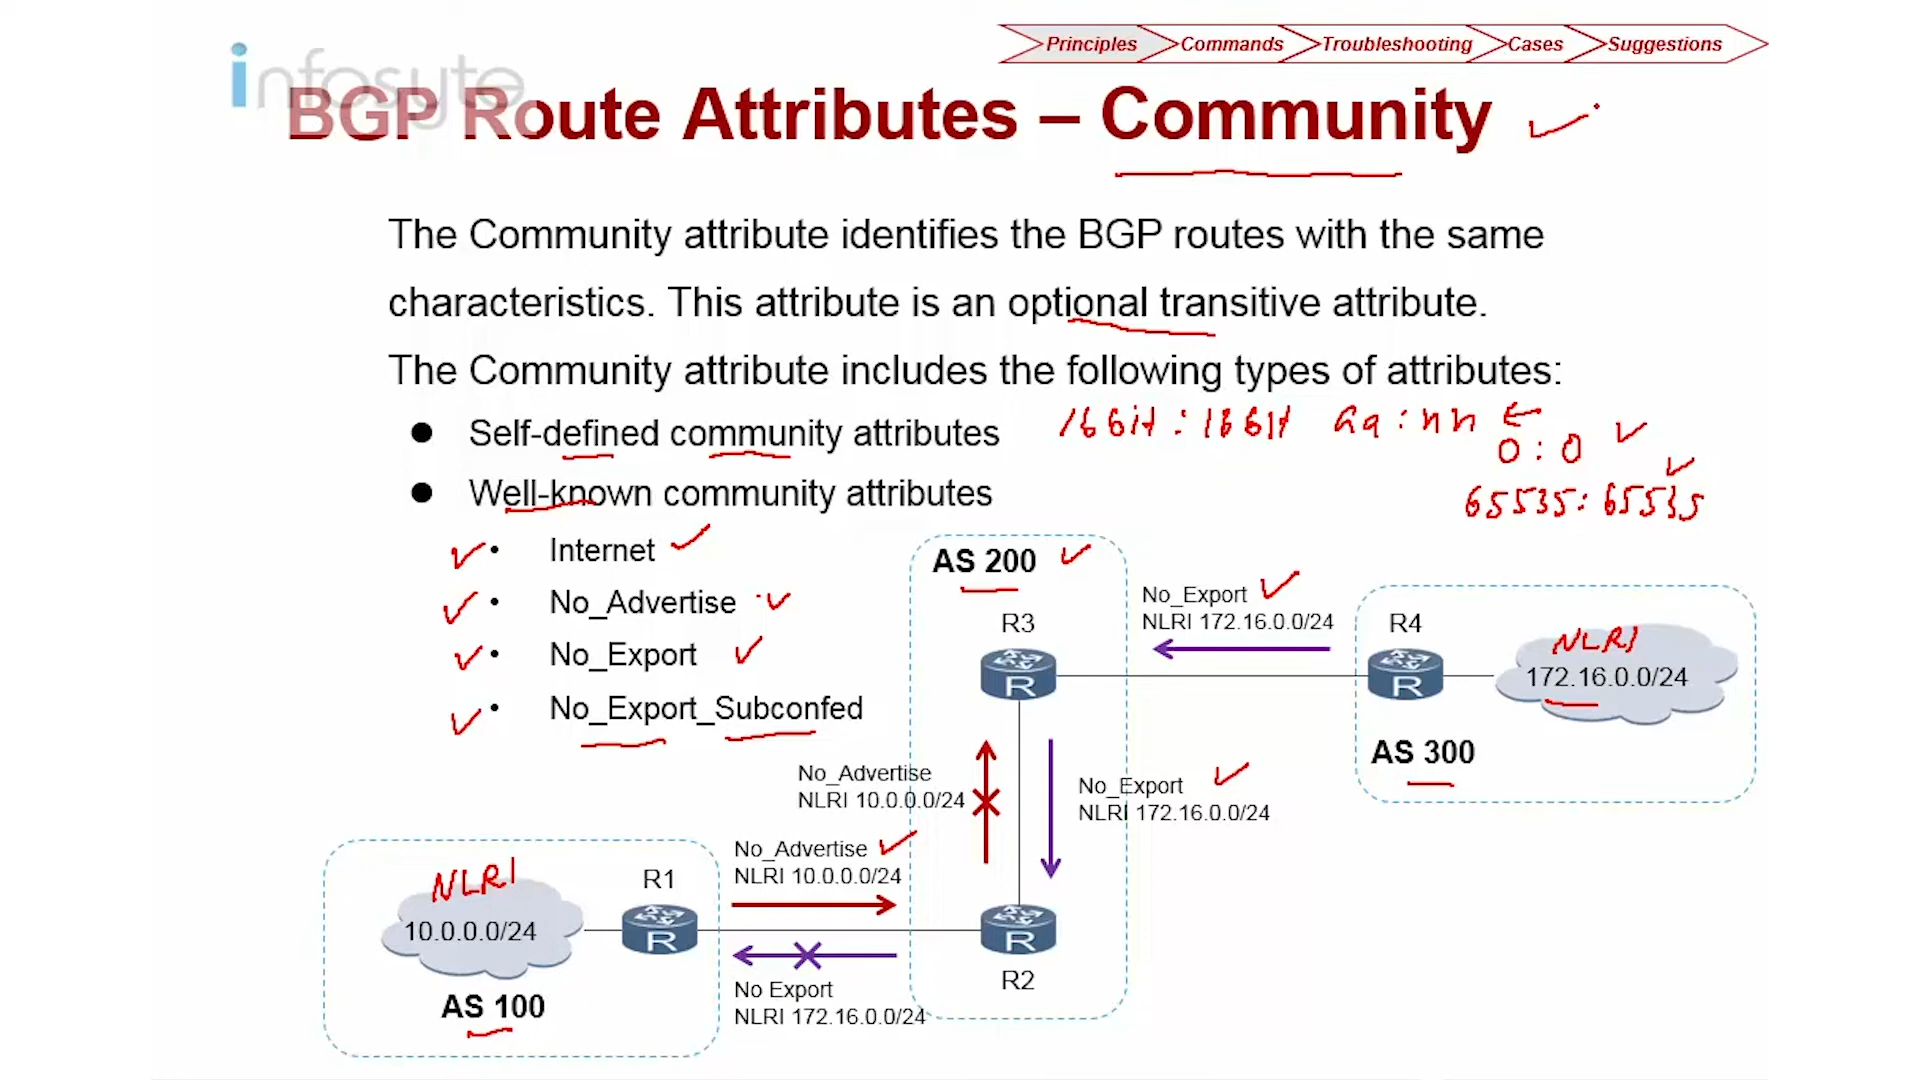 Principles Commands Troubleshooting Cases Suggestions
infosyte
BGP Route Attributes – Community
The Community attribute identifies the BGP routes with the same
characteristics. This attribute is an optional transitive attribute.
The Community attribute includes the following types of attributes:
● Self-defined community attributes
16bit : 16bit aa:nn
0:0
● Well-known community attributes
65535:65535
• Internet
• No_Advertise
• No_Export
• No_Export_Subconfed
AS 200
R3
No_Export
NLRI 172.16.0.0/24
R4
NLRI
172.16.0.0/24
R
R
AS 300
No_Advertise
NLRI 10.0.0.0/24
No_Export
NLRI 172.16.0.0/24
No_Advertise
NLRI 10.0.0.0/24
NLRI
R1
10.0.0.0/24
R
R
R2
AS 100
No Export
NLRI 172.16.0.0/24